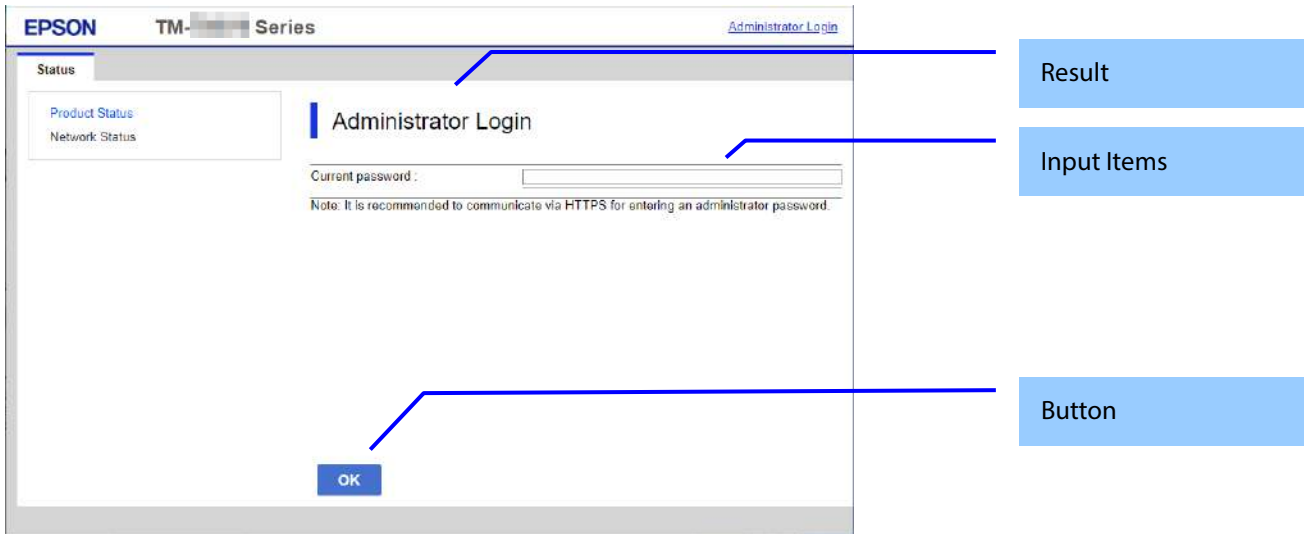 EPSON TM- Series Administrator Login
Status
Product Status
Network Status
Administrator Login
Current password :
Note: It is recommended to communicate via HTTPS for entering an administrator password.
OK
Result
Input Items
Button